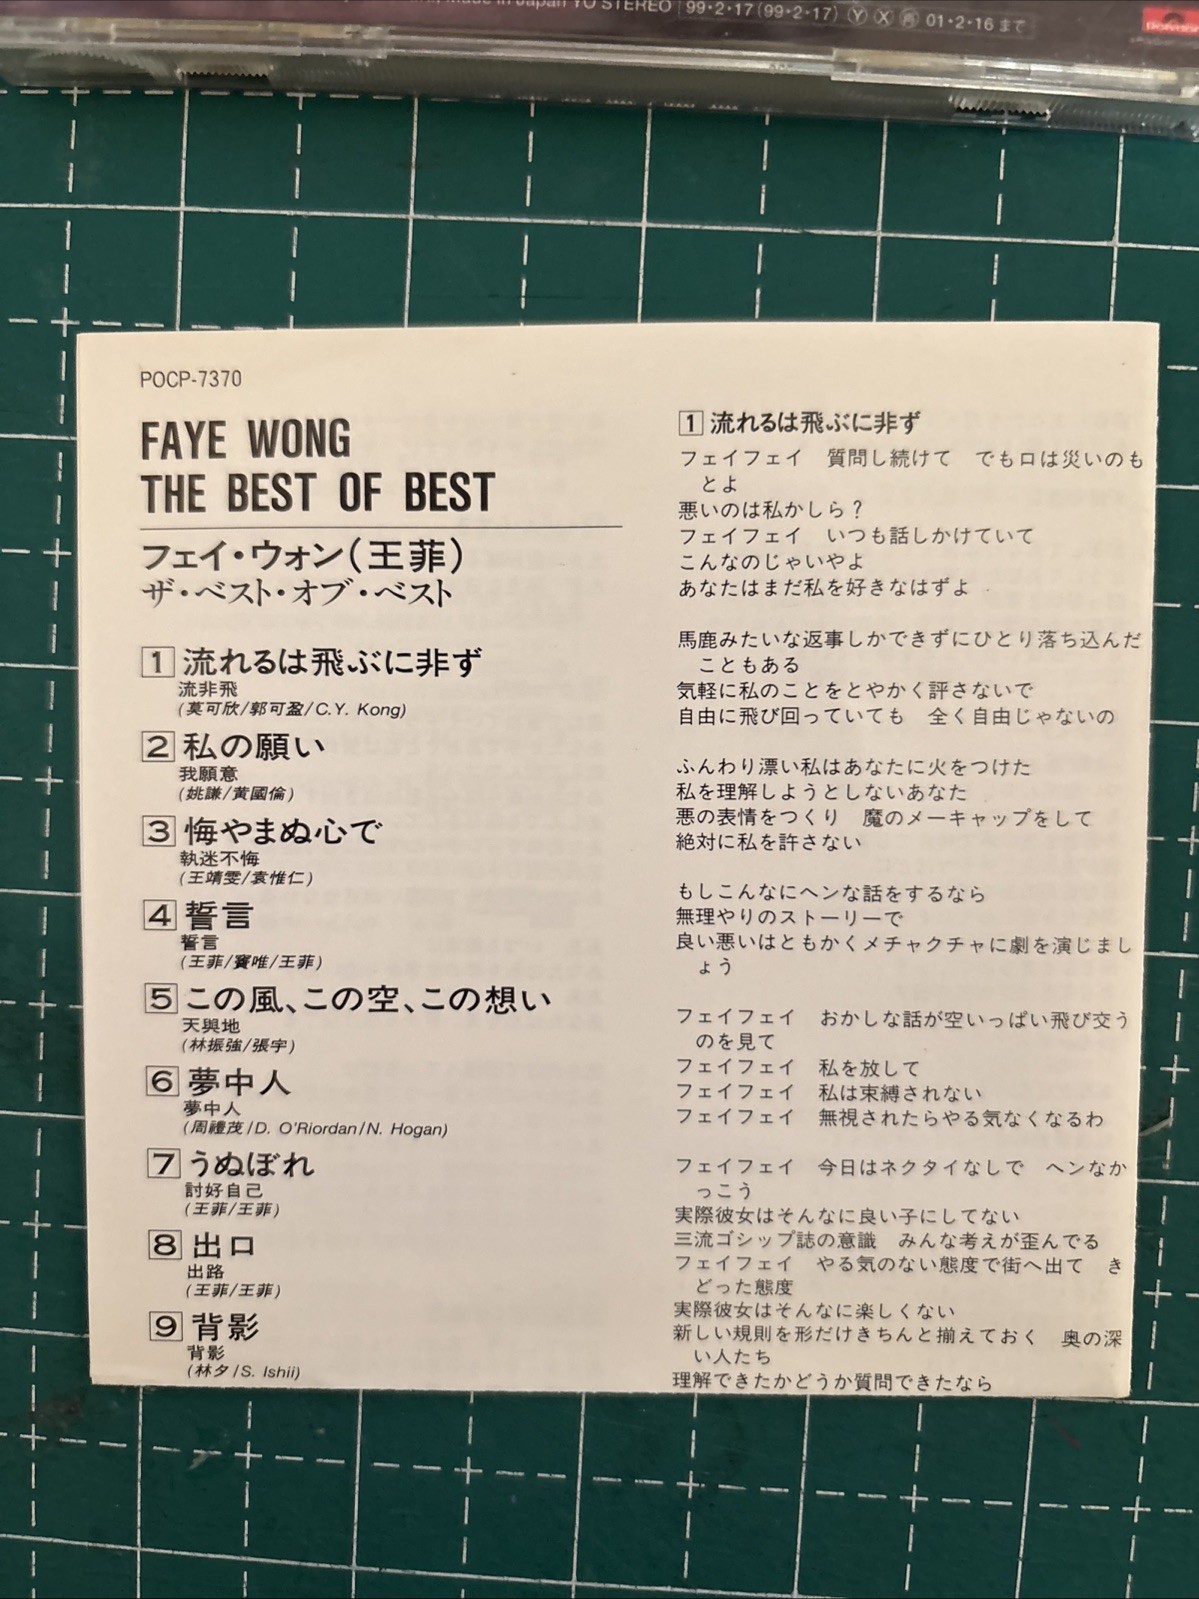 Made in Japan YO STEREO 99・2・17(99・2・17) Y X 再 01・2・16まで
POCP-7370
FAYE WONG
THE BEST OF BEST
フェイ・ウォン(王菲)
ザ・ベスト・オブ・ベスト
1 流れるは飛ぶに非ず
流非飛
(莫可欣/郭可盈/C.Y. Kong)
2 私の願い
我願意
(姚謙/黄國倫)
3 悔やまぬ心で
執迷不悔
(王靖雯/袁惟仁)
4 誓言
誓言
(王菲/竇唯/王菲)
5 この風、この空、この想い
天與地
(林振強/張宇)
6 夢中人
夢中人
(周禮茂/D. O'Riordan/N. Hogan)
7 うぬぼれ
討好自己
(王菲/王菲)
8 出口
出路
(王菲/王菲)
9 背影
背影
(林夕/S. Ishii)
1 流れるは飛ぶに非ず
フェイフェイ　質問し続けて　でも口は災いのも
とよ
悪いのは私かしら?
フェイフェイ　いつも話しかけていて
こんなのじゃいやよ
あなたはまだ私を好きなはずよ
馬鹿みたいな返事しかできずにひとり落ち込んだ
こともある
気軽に私のことをとやかく評さないで
自由に飛び回っていても　全く自由じゃないの
ふんわり漂い私はあなたに火をつけた
私を理解しようとしないあなた
悪の表情をつくり　魔のメーキャップをして
絶対に私を許さない
もしこんなにヘンな話をするなら
無理やりのストーリーで
良い悪いはともかくメチャクチャに劇を演じまし
ょう
フェイフェイ　おかしな話が空いっぱい飛び交う
のを見て
フェイフェイ　私を放して
フェイフェイ　私は束縛されない
フェイフェイ　無視されたらやる気なくなるわ
フェイフェイ　今日はネクタイなしで　ヘンなか
っこう
実際彼女はそんなに良い子にしてない
三流ゴシップ誌の意識　みんな考えが歪んでる
フェイフェイ　やる気のない態度で街へ出て　き
どった態度
実際彼女はそんなに楽しくない
新しい規則を形だけきちんと揃えておく　奥の深
い人たち
理解できたかどうか質問できたなら